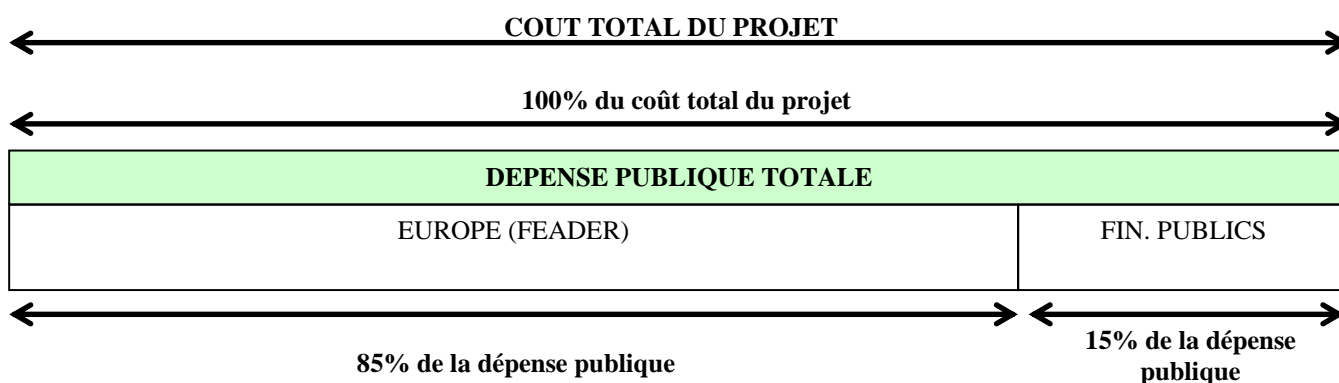 COUT TOTAL DU PROJET
100% du coût total du projet
DEPENSE PUBLIQUE TOTALE
EUROPE (FEADER)
FIN. PUBLICS
85% de la dépense publique
15% de la dépense
publique